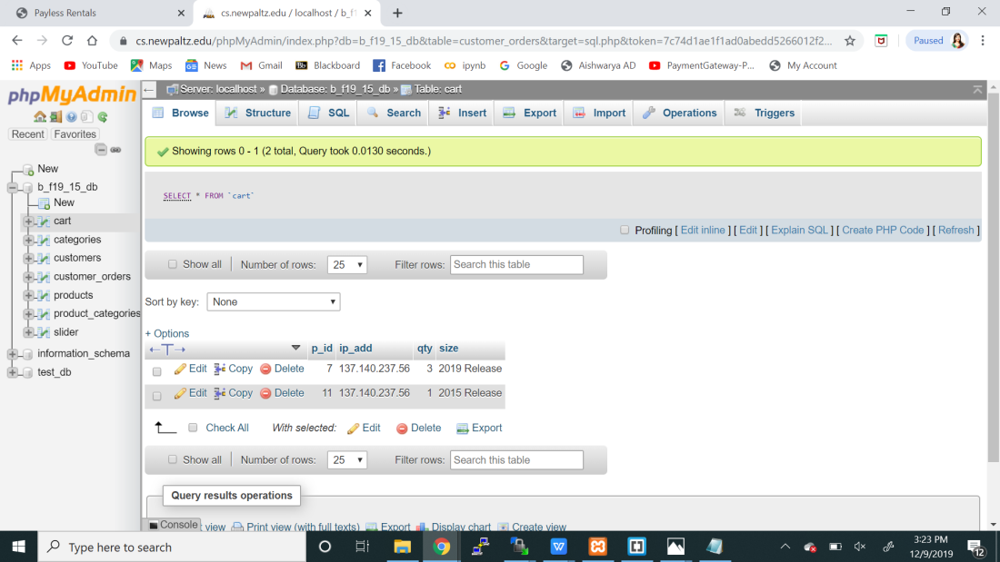 Payless Rentals
cs.newpaltz.edu / localhost / b_f1
cs.newpaltz.edu/phpMyAdmin/index.php?db=b_f19_15_db&table=customer_orders&target=sql.php&token=7c74d1ae1f1ad0abedd5266012f2...
Paused
Apps YouTube Maps News Gmail Blackboard Facebook ipynb Google Aishwarya AD PaymentGateway-P... My Account
phpMyAdmin
Recent Favorites
New
b_f19_15_db
New
cart
categories
customers
customer_orders
products
product_categories
slider
information_schema
test_db
Server: localhost » Database: b_f19_15_db » Table: cart
Browse Structure SQL Search Insert Export Import Operations Triggers
Showing rows 0 - 1 (2 total, Query took 0.0130 seconds.)
SELECT * FROM `cart`
Profiling [ Edit inline ] [ Edit ] [ Explain SQL ] [ Create PHP Code ] [ Refresh ]
Show all Number of rows: 25 Filter rows: Search this table
Sort by key: None
+ Options
←T→ p_id ip_add qty size
Edit Copy Delete 7 137.140.237.56 3 2019 Release
Edit Copy Delete 11 137.140.237.56 1 2015 Release
Check All With selected: Edit Delete Export
Show all Number of rows: 25 Filter rows: Search this table
Query results operations
Console
view Print view (with full texts) Export Display chart Create view
Type here to search
3:23 PM
12/9/2019
12